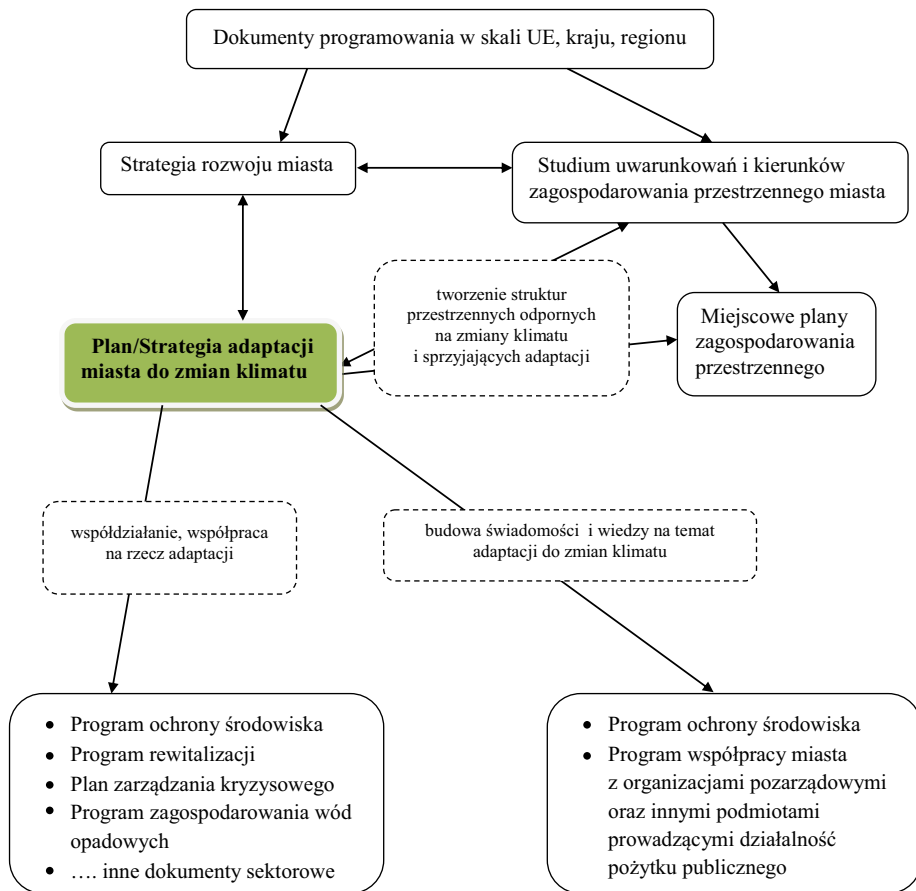 Dokumenty programowania w skali UE, kraju, regionu
Strategia rozwoju miasta
Studium uwarunkowań i kierunków
zagospodarowania przestrzennego miasta
tworzenie struktur
przestrzennych odpornych
na zmiany klimatu
i sprzyjających adaptacji
Miejscowe plany
zagospodarowania
przestrzennego
Plan/Strategia adaptacji
miasta do zmian klimatu
współdziałanie, współpraca
na rzecz adaptacji
budowa świadomości i wiedzy na temat
adaptacji do zmian klimatu
• Program ochrony środowiska
• Program rewitalizacji
• Plan zarządzania kryzysowego
• Program zagospodarowania wód
opadowych
• …. inne dokumenty sektorowe
• Program ochrony środowiska
• Program współpracy miasta
z organizacjami pozarządowymi
oraz innymi podmiotami
prowadzącymi działalność
pożytku publicznego